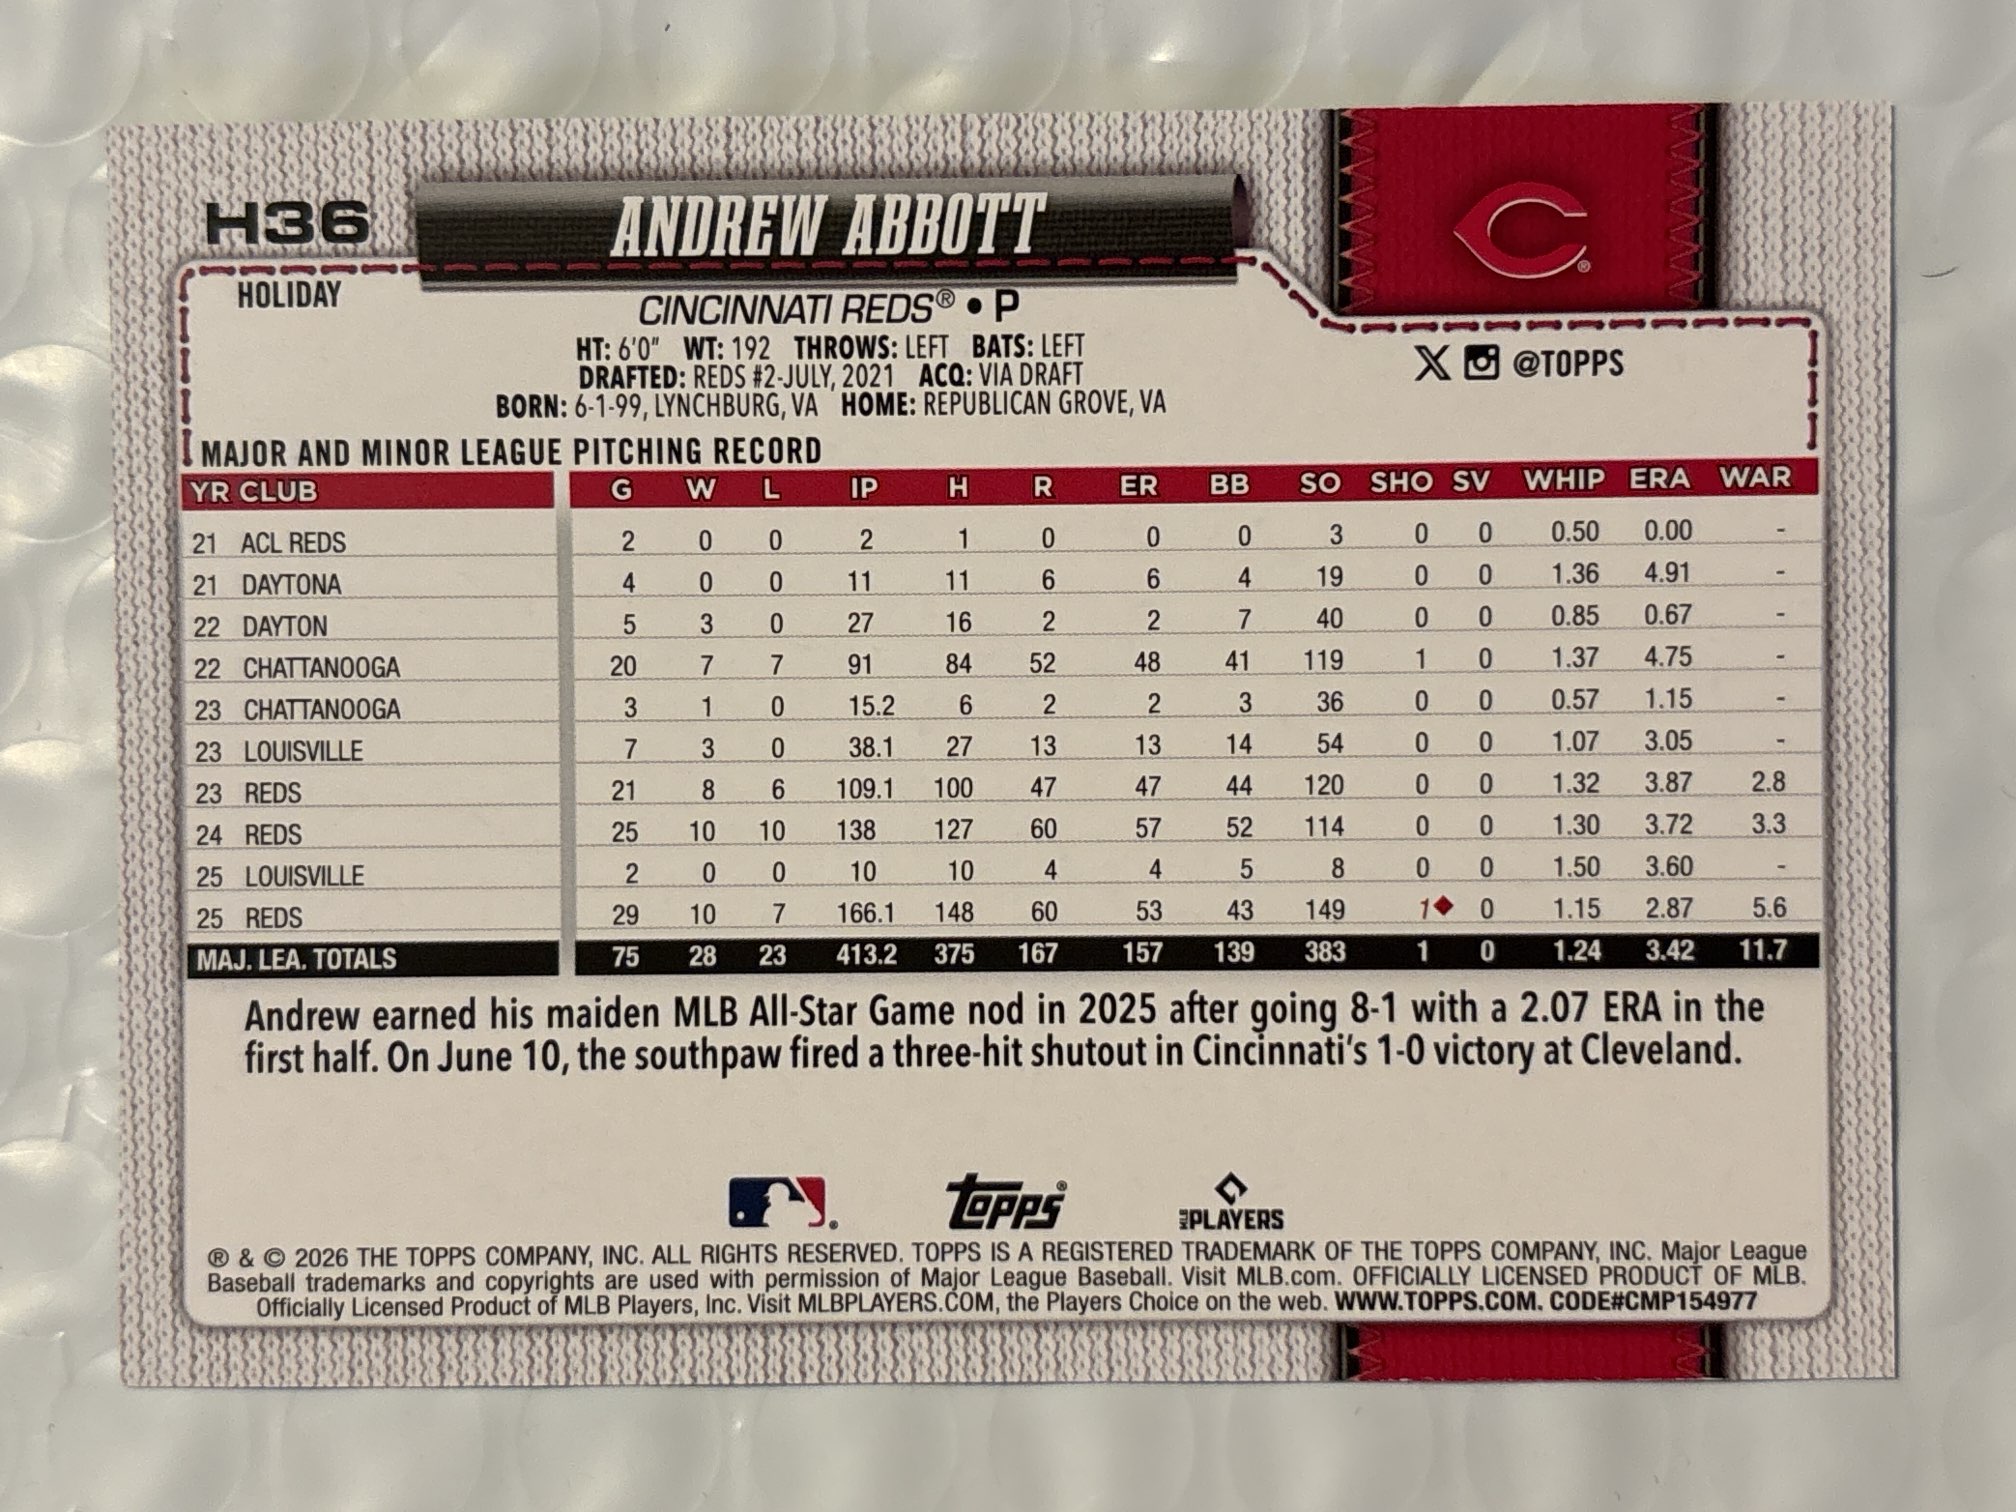 H36
ANDREW ABBOTT
HOLIDAY
CINCINNATI REDS® • P
C®
HT: 6'0" WT: 192 THROWS: LEFT BATS: LEFT
DRAFTED: REDS #2-JULY, 2021 ACQ: VIA DRAFT
BORN: 6-1-99, LYNCHBURG, VA HOME: REPUBLICAN GROVE, VA
@TOPPS
MAJOR AND MINOR LEAGUE PITCHING RECORD
YR CLUB G W L IP H R ER BB SO SHO SV WHIP ERA WAR
21 ACL REDS 2 0 0 2 1 0 0 0 3 0 0 0.50 0.00 -
21 DAYTONA 4 0 0 11 11 6 6 4 19 0 0 1.36 4.91 -
22 DAYTON 5 3 0 27 16 2 2 7 40 0 0 0.85 0.67 -
22 CHATTANOOGA 20 7 7 91 84 52 48 41 119 1 0 1.37 4.75 -
23 CHATTANOOGA 3 1 0 15.2 6 2 2 3 36 0 0 0.57 1.15 -
23 LOUISVILLE 7 3 0 38.1 27 13 13 14 54 0 0 1.07 3.05 -
23 REDS 21 8 6 109.1 100 47 47 44 120 0 0 1.32 3.87 2.8
24 REDS 25 10 10 138 127 60 57 52 114 0 0 1.30 3.72 3.3
25 LOUISVILLE 2 0 0 10 10 4 4 5 8 0 0 1.50 3.60 -
25 REDS 29 10 7 166.1 148 60 53 43 149 1◆ 0 1.15 2.87 5.6
MAJ. LEA. TOTALS 75 28 23 413.2 375 167 157 139 383 1 0 1.24 3.42 11.7
Andrew earned his maiden MLB All-Star Game nod in 2025 after going 8-1 with a 2.07 ERA in the
first half. On June 10, the southpaw fired a three-hit shutout in Cincinnati's 1-0 victory at Cleveland.
Topps® MLB PLAYERS
® & © 2026 THE TOPPS COMPANY, INC. ALL RIGHTS RESERVED. TOPPS IS A REGISTERED TRADEMARK OF THE TOPPS COMPANY, INC. Major League
Baseball trademarks and copyrights are used with permission of Major League Baseball. Visit MLB.com. OFFICIALLY LICENSED PRODUCT OF MLB.
Officially Licensed Product of MLB Players, Inc. Visit MLBPLAYERS.COM, the Players Choice on the web. WWW.TOPPS.COM. CODE#CMP154977